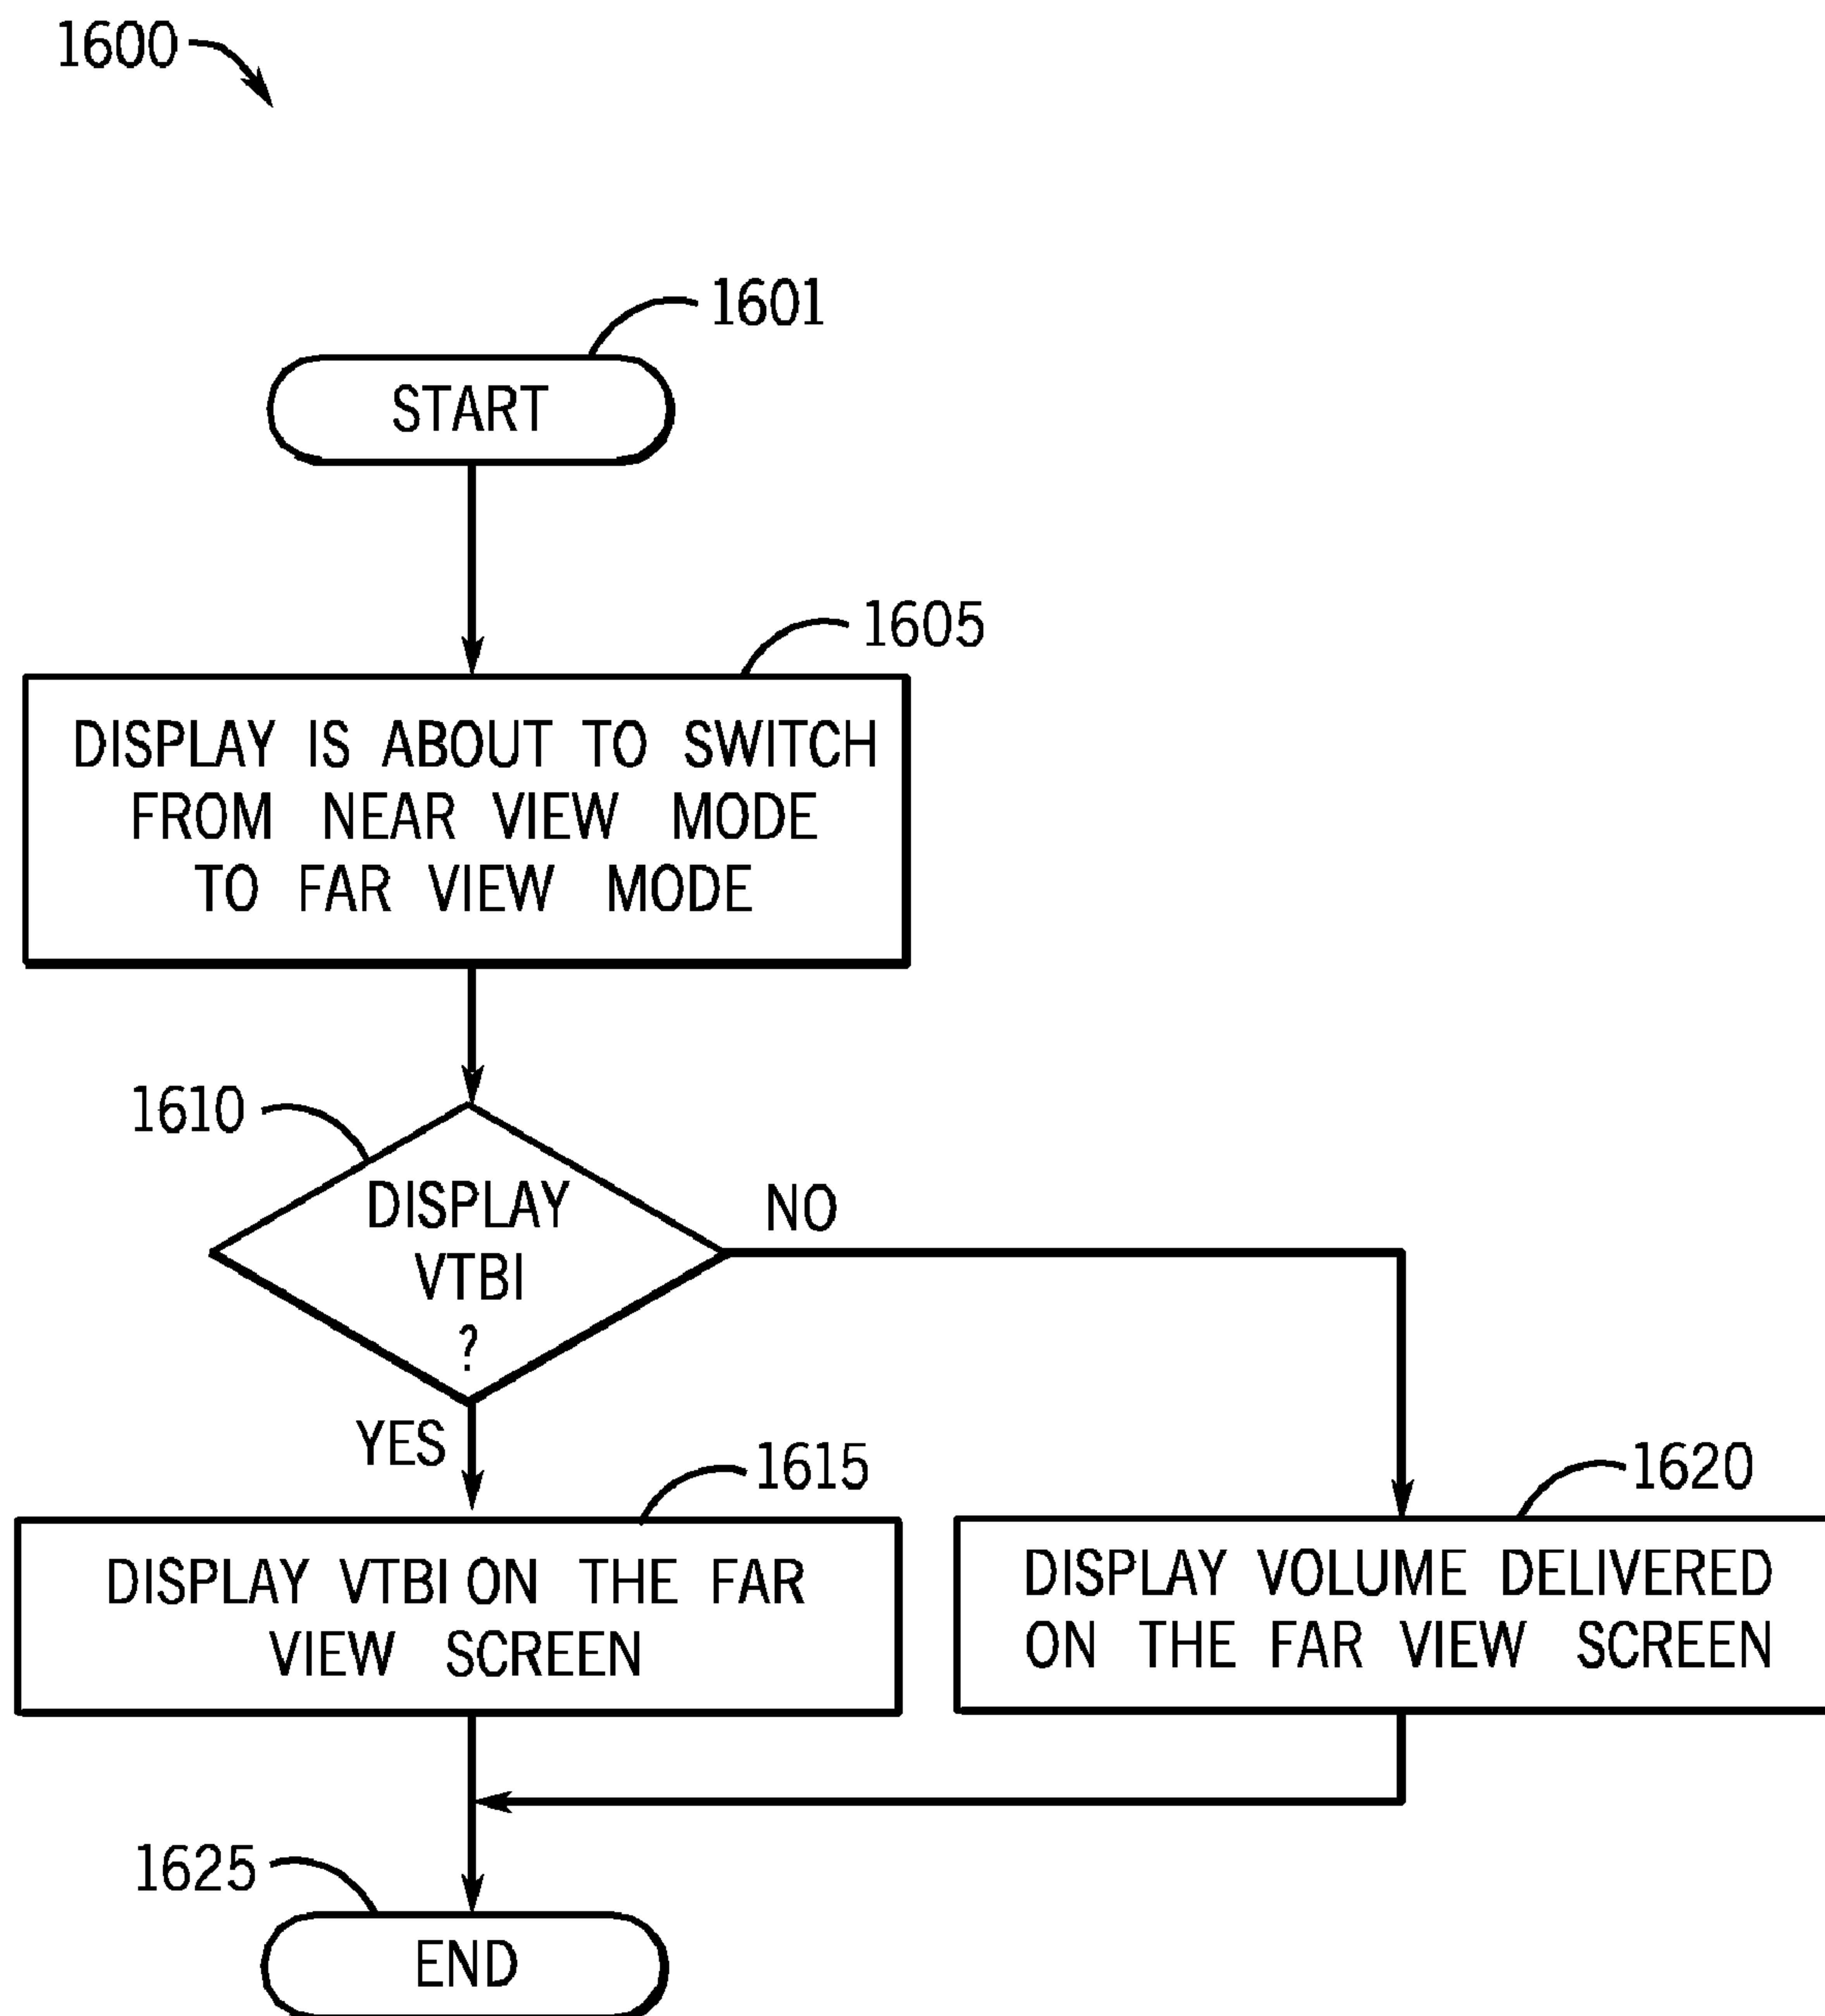 1600
1601
START
1605
DISPLAY IS ABOUT TO SWITCH
FROM NEAR VIEW MODE
TO FAR VIEW MODE
1610
DISPLAY
VTBI
?
NO
YES
1615
DISPLAY VTBI ON THE FAR
VIEW SCREEN
1620
DISPLAY VOLUME DELIVERED
ON THE FAR VIEW SCREEN
1625
END